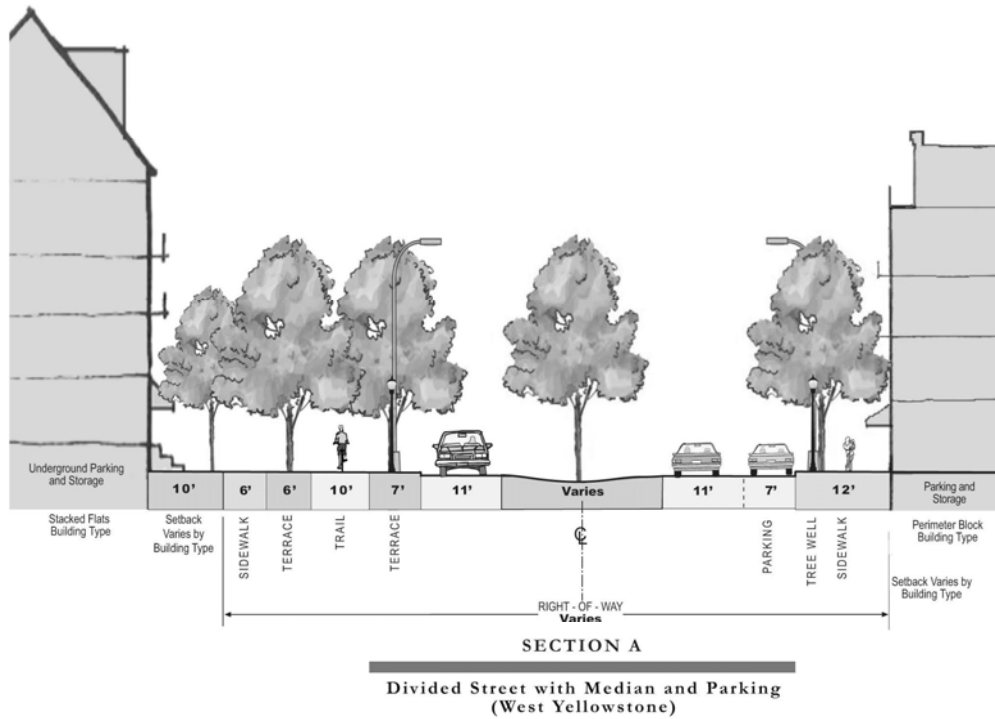 Underground Parking
and Storage
10'
6'
6'
10'
7'
11'
Varies
11'
7'
12'
Parking and
Storage
Stacked Flats
Building Type
Setback
Varies by
Building Type
SIDEWALK
TERRACE
TRAIL
TERRACE
℄
PARKING
TREE WELL
SIDEWALK
Perimeter Block
Building Type
Setback Varies by
Building Type
RIGHT - OF - WAY
Varies
SECTION A
Divided Street with Median and Parking
(West Yellowstone)